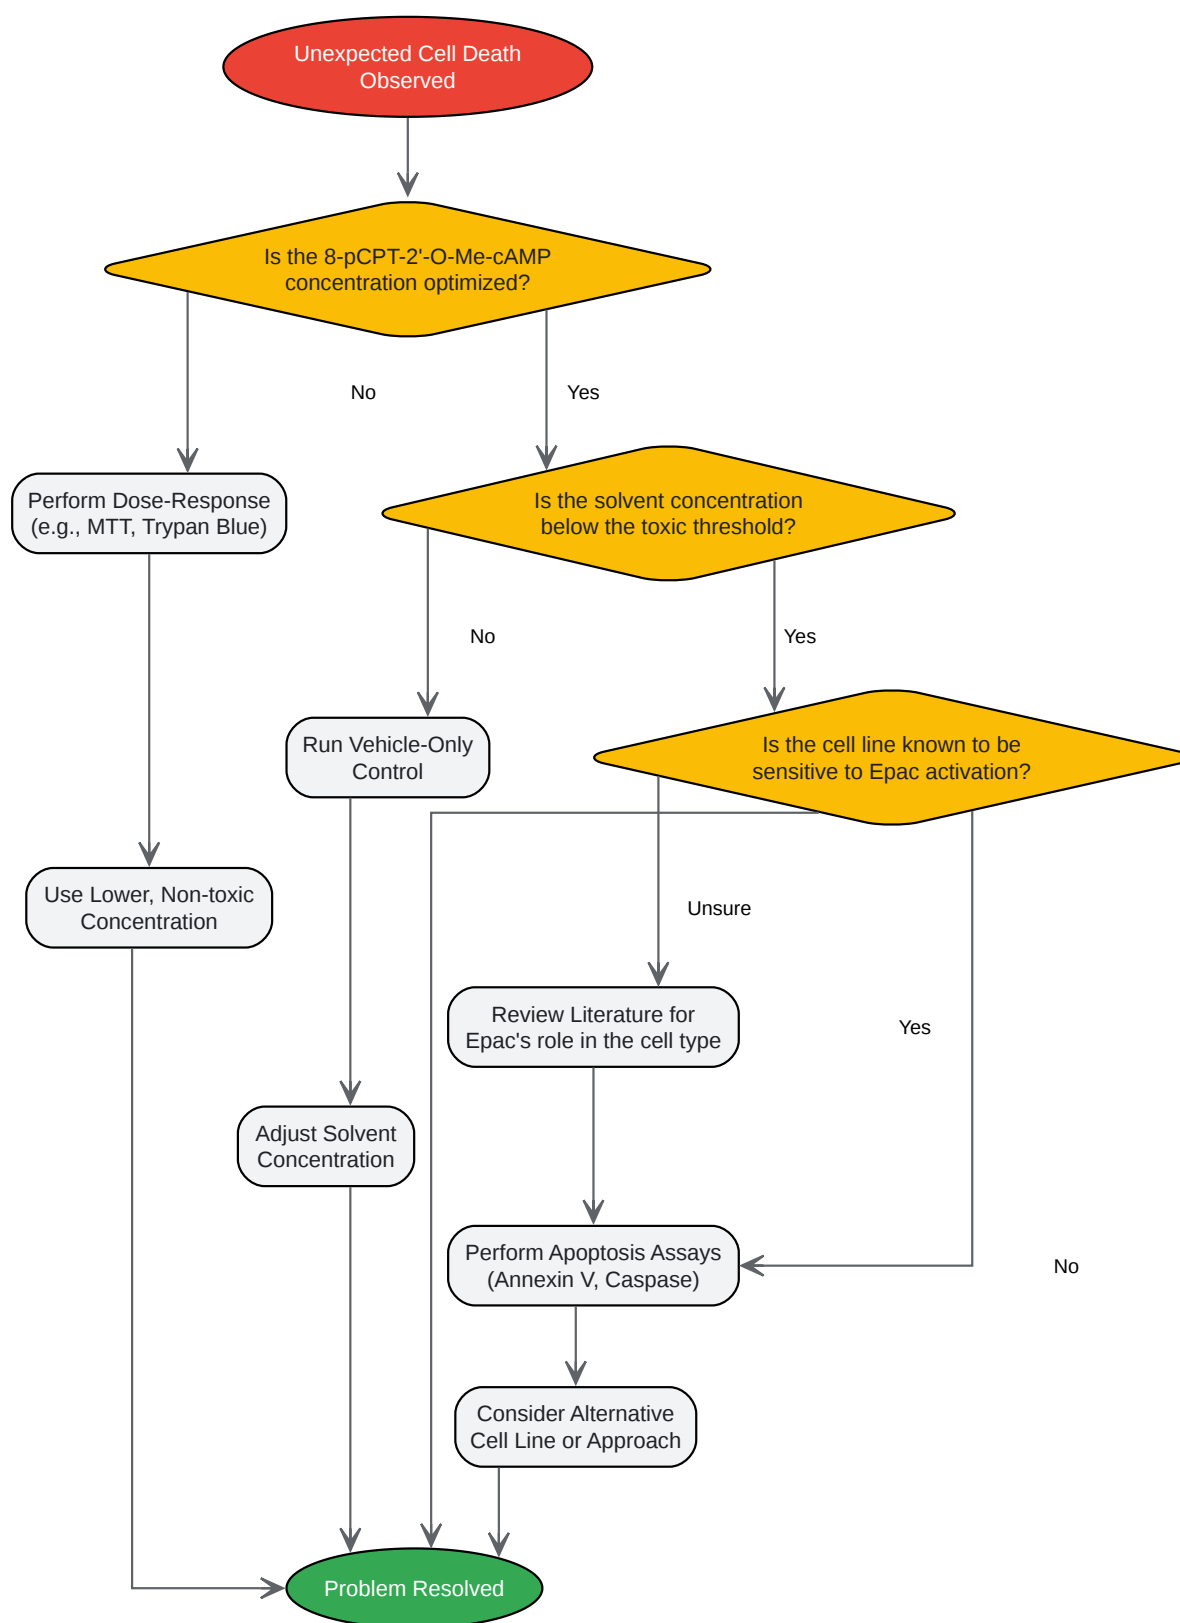 Unexpected Cell Death
Observed
Is the 8-pCPT-2'-O-Me-cAMP
concentration optimized?
No
Yes
Perform Dose-Response
(e.g., MTT, Trypan Blue)
Is the solvent concentration
below the toxic threshold?
No
Yes
Run Vehicle-Only
Control
Is the cell line known to be
sensitive to Epac activation?
Use Lower, Non-toxic
Concentration
Unsure
Review Literature for
Epac's role in the cell type
Yes
Adjust Solvent
Concentration
Perform Apoptosis Assays
(Annexin V, Caspase)
No
Consider Alternative
Cell Line or Approach
Problem Resolved